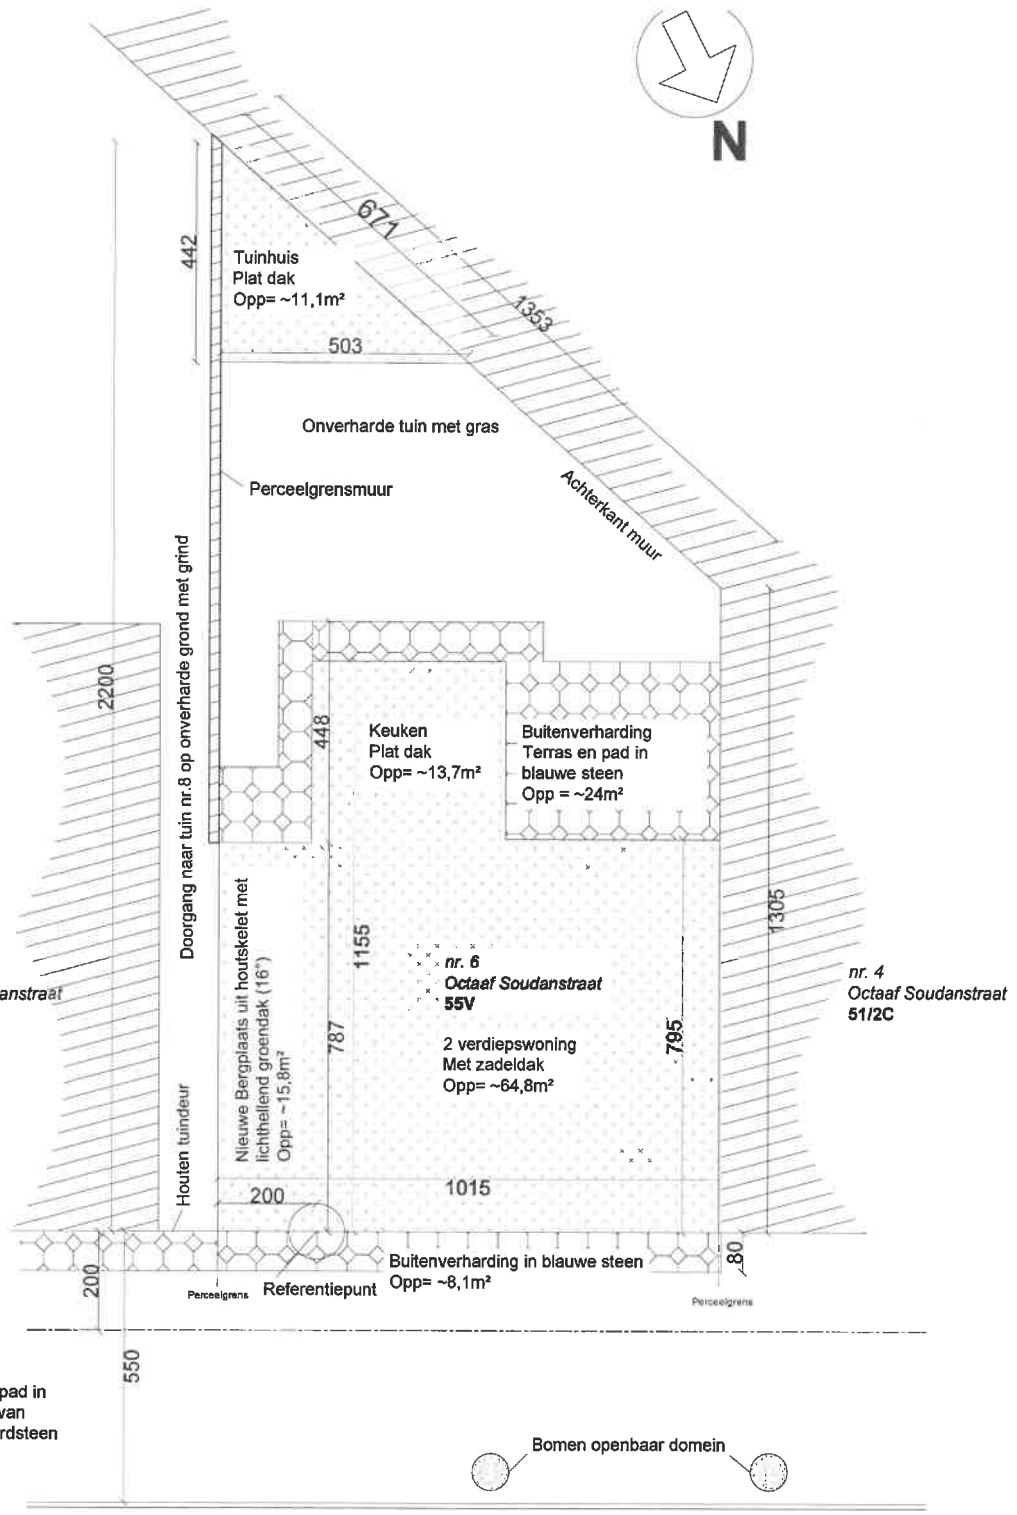 N
671
1353
442
Tuinhuis
Plat dak
Opp= ~11,1m²
503
Onverharde tuin met gras
Perceelgrensmuur
Achterkant muur
2200
Doorgang naar tuin nr.8 op onverharde grond met grind
448
Keuken
Plat dak
Opp= ~13,7m²
Buitenverharding
Terras en pad in
blauwe steen
Opp = ~24m²
1305
1155
Nieuwe Bergplaats uit houtskelet met
lichthellend groendak (16°)
Opp= ~15,8m²
nr. 6
Octaaf Soudanstraat
55V
anstraat
nr. 4
Octaaf Soudanstraat
51/2C
787
795
2 verdiepswoning
Met zadeldak
Opp= ~64,8m²
Houten tuindeur
200
1015
Buitenverharding in blauwe steen
Opp= ~8,1m²
80
200
Perceelgrens
Referentiepunt
Perceelgrens
550
pad in
van
rdsteen
Bomen openbaar domein